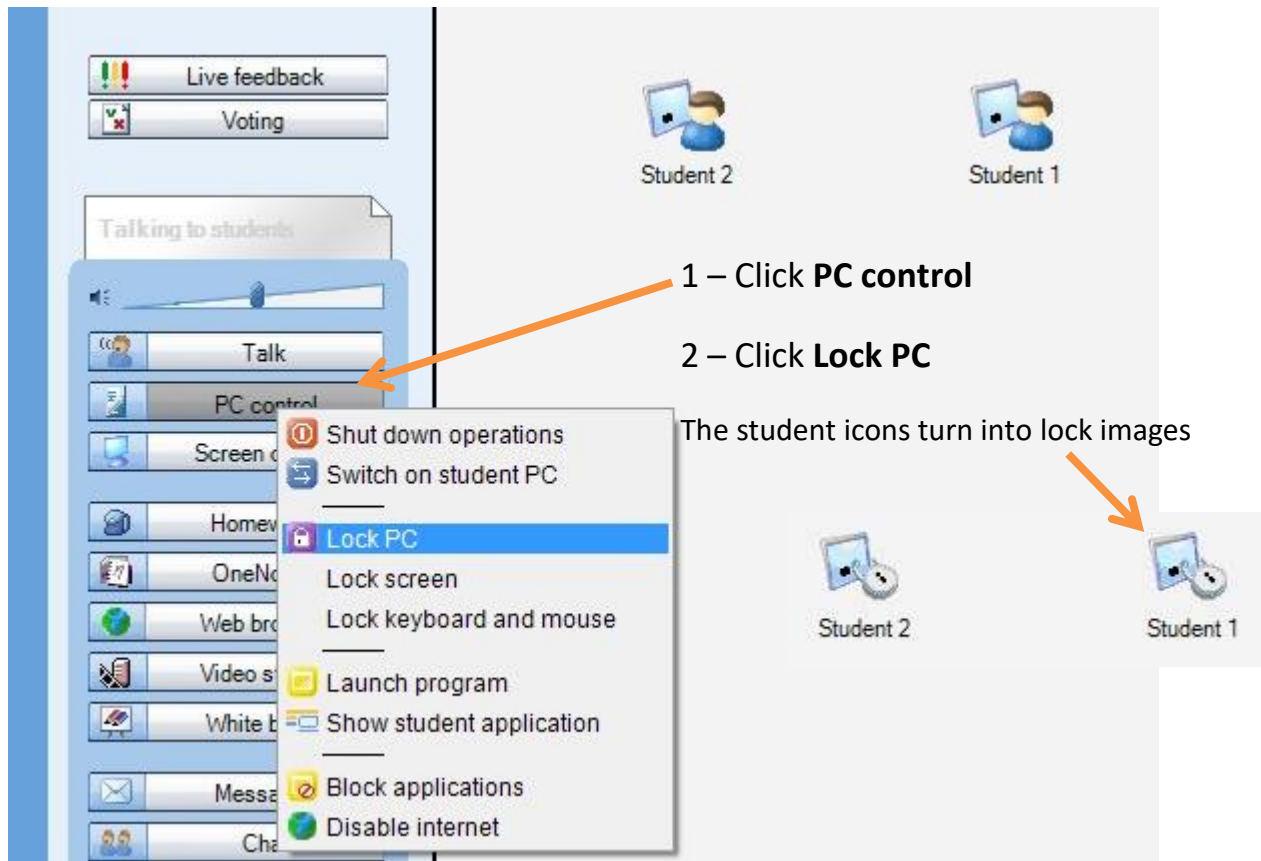 Live feedback
Voting
Talking to students
Talk
PC control
Screen
Homew
OneNo
Web bro
Video s
White b
Messa
Cha
Shut down operations
Switch on student PC
Lock PC
Lock screen
Lock keyboard and mouse
Launch program
Show student application
Block applications
Disable internet
Student 2
Student 1
1 – Click PC control
2 – Click Lock PC
The student icons turn into lock images
Student 2
Student 1